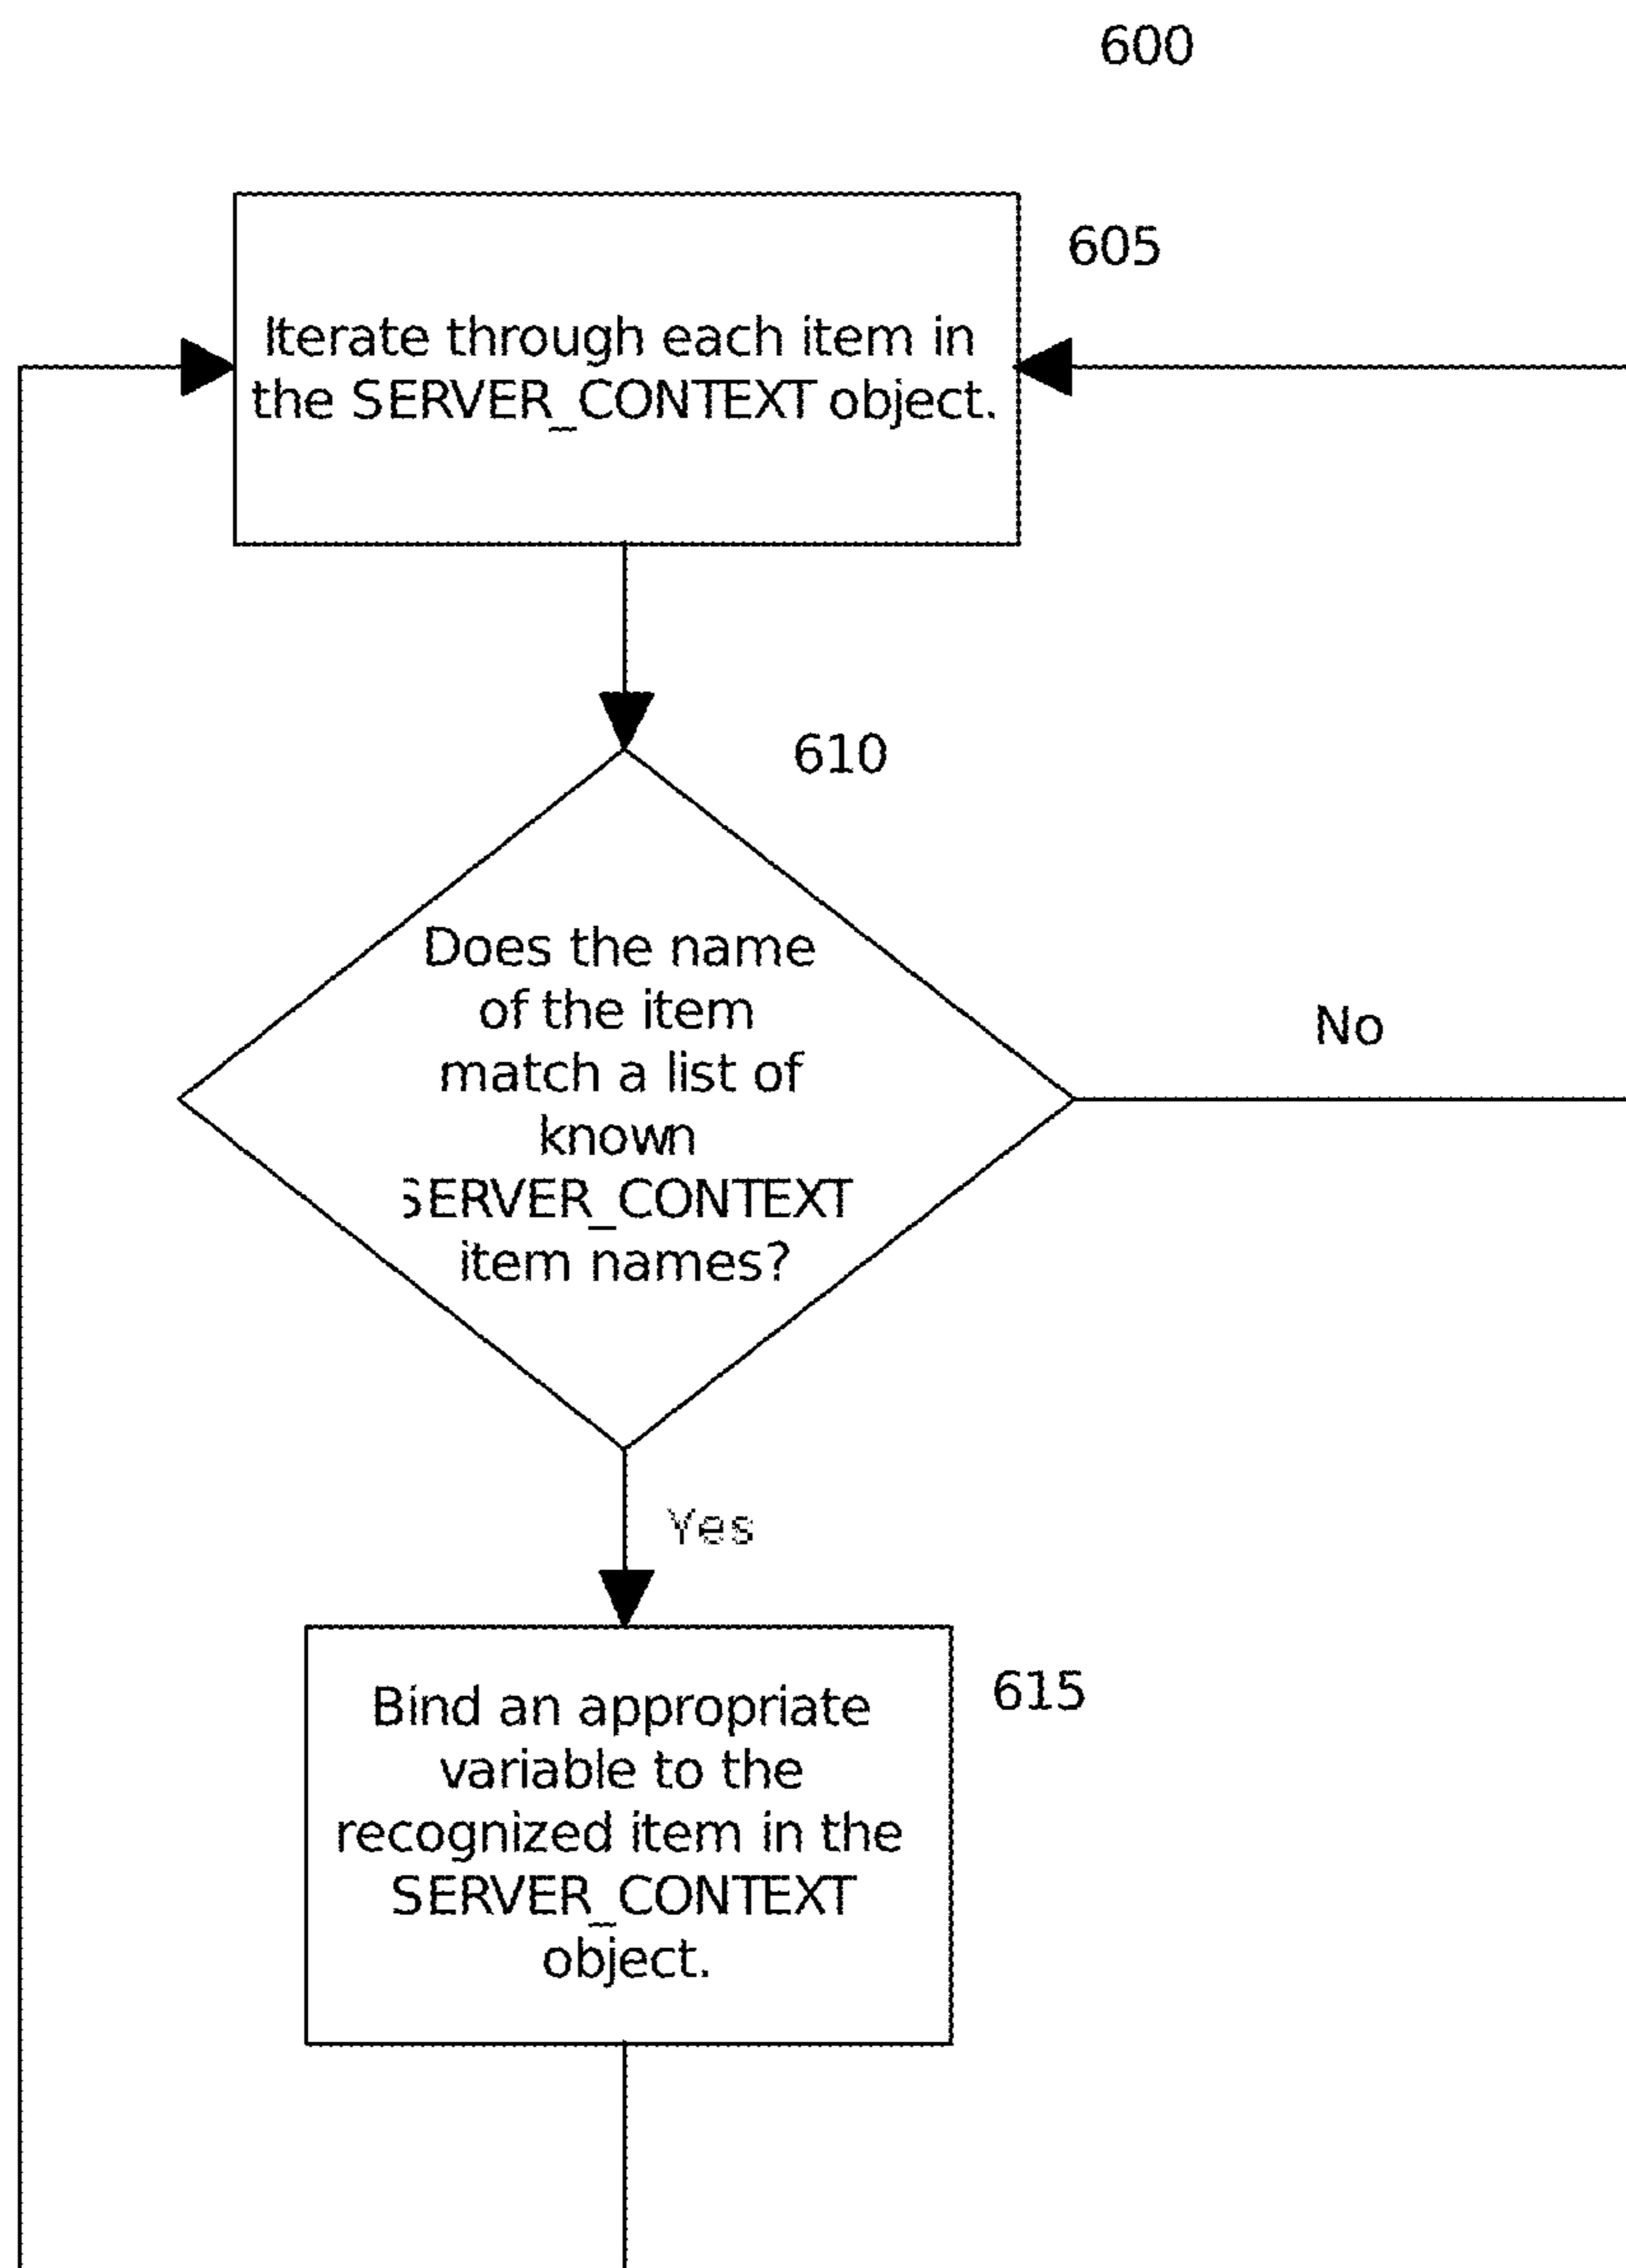 600
605
Iterate through each item in
the SERVER_CONTEXT object.
610
Does the name
of the item
match a list of
known
SERVER_CONTEXT
item names?
No
Yes
615
Bind an appropriate
variable to the
recognized item in the
SERVER_CONTEXT
object.